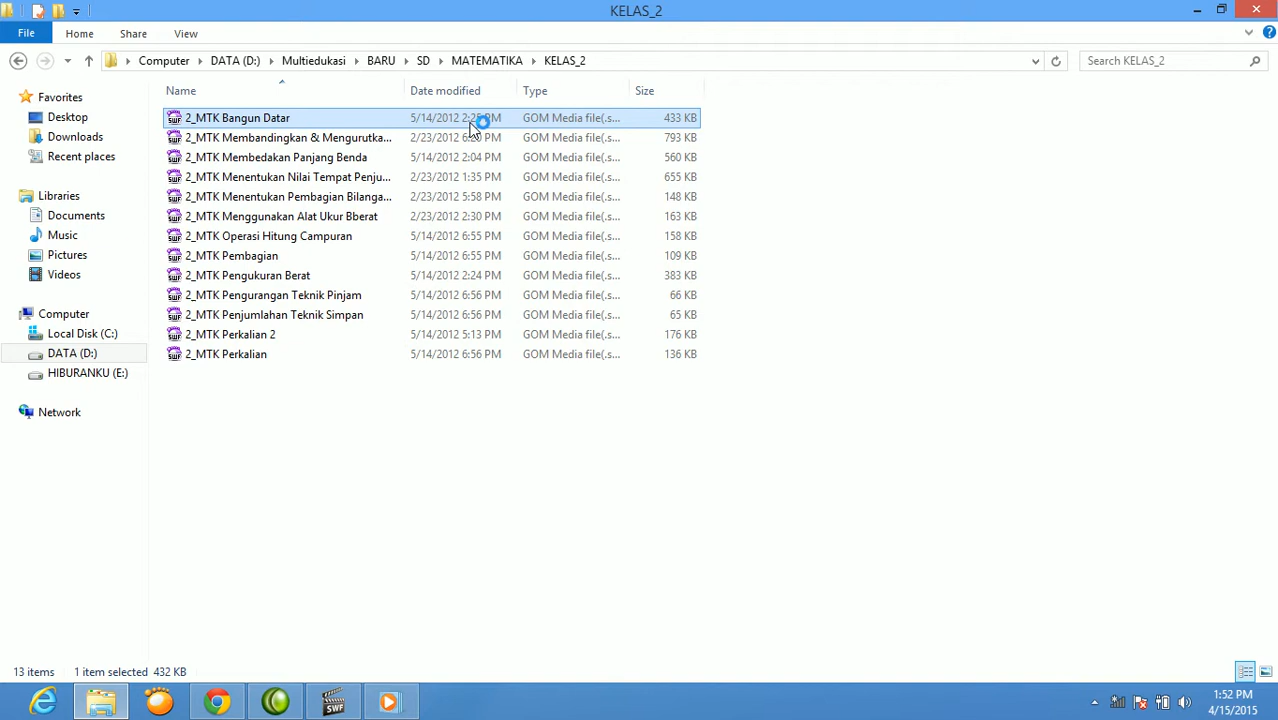 KELAS_2
File Home Share View
Computer DATA (D:) Multiedukasi BARU SD MATEMATIKA KELAS_2 Search KELAS_2
Name Date modified Type Size
Favorites
Desktop
Downloads
Recent places
Libraries
Documents
Music
Pictures
Videos
Computer
Local Disk (C:)
DATA (D:)
HIBURANKU (E:)
Network
2_MTK Bangun Datar 5/14/2012 GOM Media file(.s... 433 KB
2_MTK Membandingkan & Mengurutka... 2/23/2012 GOM Media file(.s... 793 KB
2_MTK Membedakan Panjang Benda 5/14/2012 2:04 PM GOM Media file(.s... 560 KB
2_MTK Menentukan Nilai Tempat Penju... 2/23/2012 1:35 PM GOM Media file(.s... 655 KB
2_MTK Menentukan Pembagian Bilanga... 2/23/2012 5:58 PM GOM Media file(.s... 148 KB
2_MTK Menggunakan Alat Ukur Bberat 2/23/2012 2:30 PM GOM Media file(.s... 163 KB
2_MTK Operasi Hitung Campuran 5/14/2012 6:55 PM GOM Media file(.s... 158 KB
2_MTK Pembagian 5/14/2012 6:55 PM GOM Media file(.s... 109 KB
2_MTK Pengukuran Berat 5/14/2012 2:24 PM GOM Media file(.s... 383 KB
2_MTK Pengurangan Teknik Pinjam 5/14/2012 6:56 PM GOM Media file(.s... 66 KB
2_MTK Penjumlahan Teknik Simpan 5/14/2012 6:56 PM GOM Media file(.s... 65 KB
2_MTK Perkalian 2 5/14/2012 5:13 PM GOM Media file(.s... 176 KB
2_MTK Perkalian 5/14/2012 6:56 PM GOM Media file(.s... 136 KB
13 items 1 item selected 432 KB
SWF
1:52 PM
4/15/2015